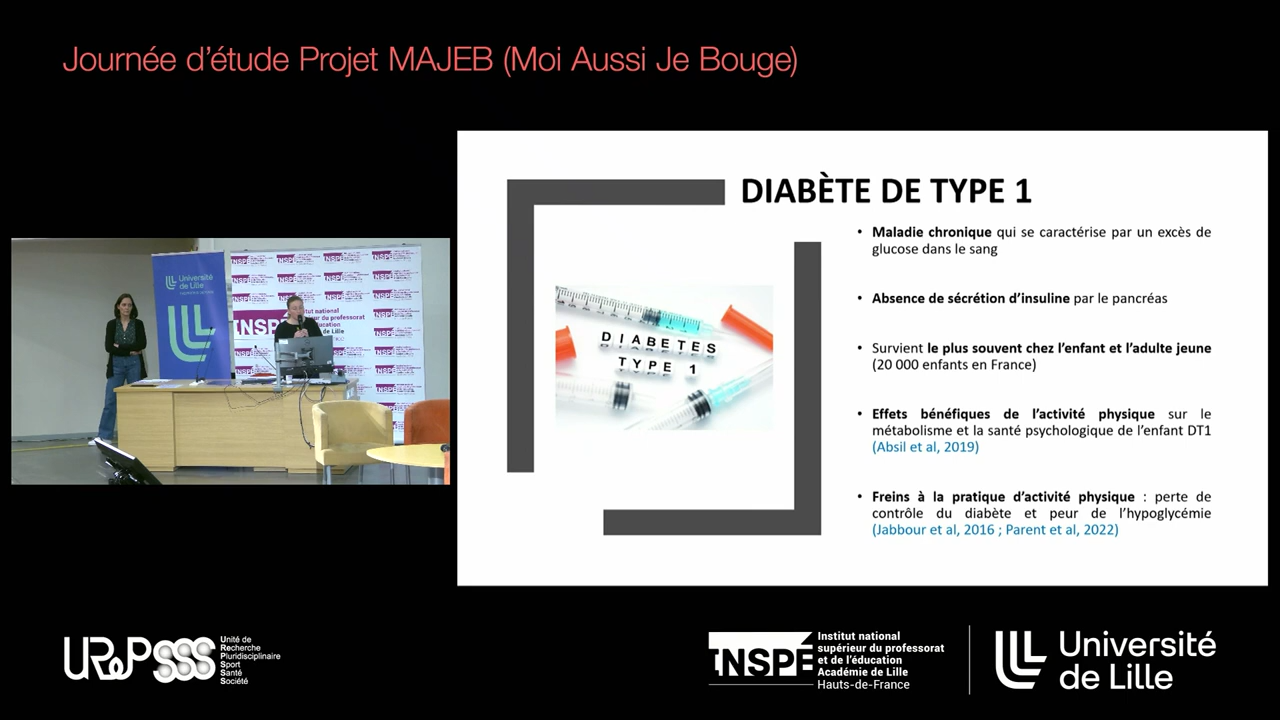 Journée d'étude Projet MAJEB (Moi Aussi Je Bouge)
DIABÈTE DE TYPE 1
• Maladie chronique qui se caractérise par un excès de
glucose dans le sang
• Absence de sécrétion d'insuline par le pancréas
• Survient le plus souvent chez l'enfant et l'adulte jeune
(20 000 enfants en France)
• Effets bénéfiques de l'activité physique sur le
métabolisme et la santé psychologique de l'enfant DT1
(Absil et al, 2019)
• Freins à la pratique d'activité physique : perte de
contrôle du diabète et peur de l'hypoglycémie
(Jabbour et al, 2016 ; Parent et al, 2022)
DIABETES
TYPE 1
Université
de Lille
INSPÉ
URePSSS
Unité de
Recherche
Pluridisciplinaire
Sport
Santé
Société
INSPÉ
Institut national
supérieur du professorat
et de l'éducation
Académie de Lille
Hauts-de-France
Université
de Lille